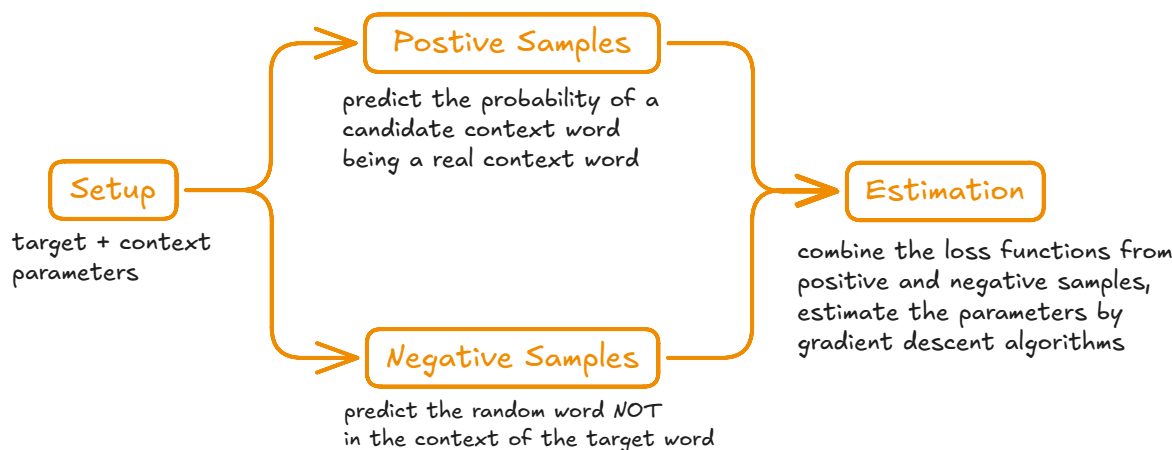 Postive Samples
predict the probability of a
candidate context word
being a real context word
Setup
target + context
parameters
Estimation
combine the loss functions from
positive and negative samples,
estimate the parameters by
gradient descent algorithms
Negative Samples
predict the random word NOT
in the context of the target word